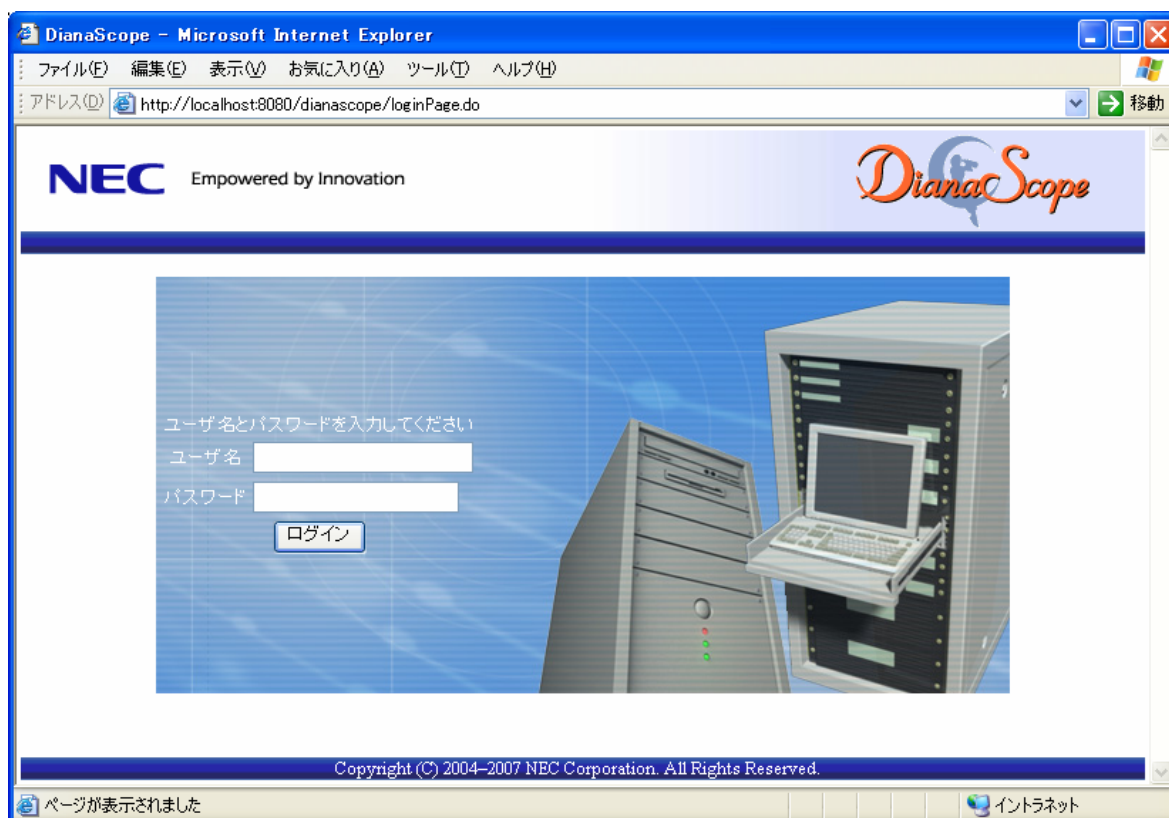 DianaScope - Microsoft Internet Explorer
ファイル(F) 編集(E) 表示(V) お気に入り(A) ツール(T) ヘルプ(H)
アドレス(D) http://localhost:8080/dianascope/loginPage.do 移動
NEC Empowered by Innovation DianaScope
ユーザ名とパスワードを入力してください
ユーザ名
パスワード
ログイン
Copyright (C) 2004-2007 NEC Corporation. All Rights Reserved.
ページが表示されました イントラネット